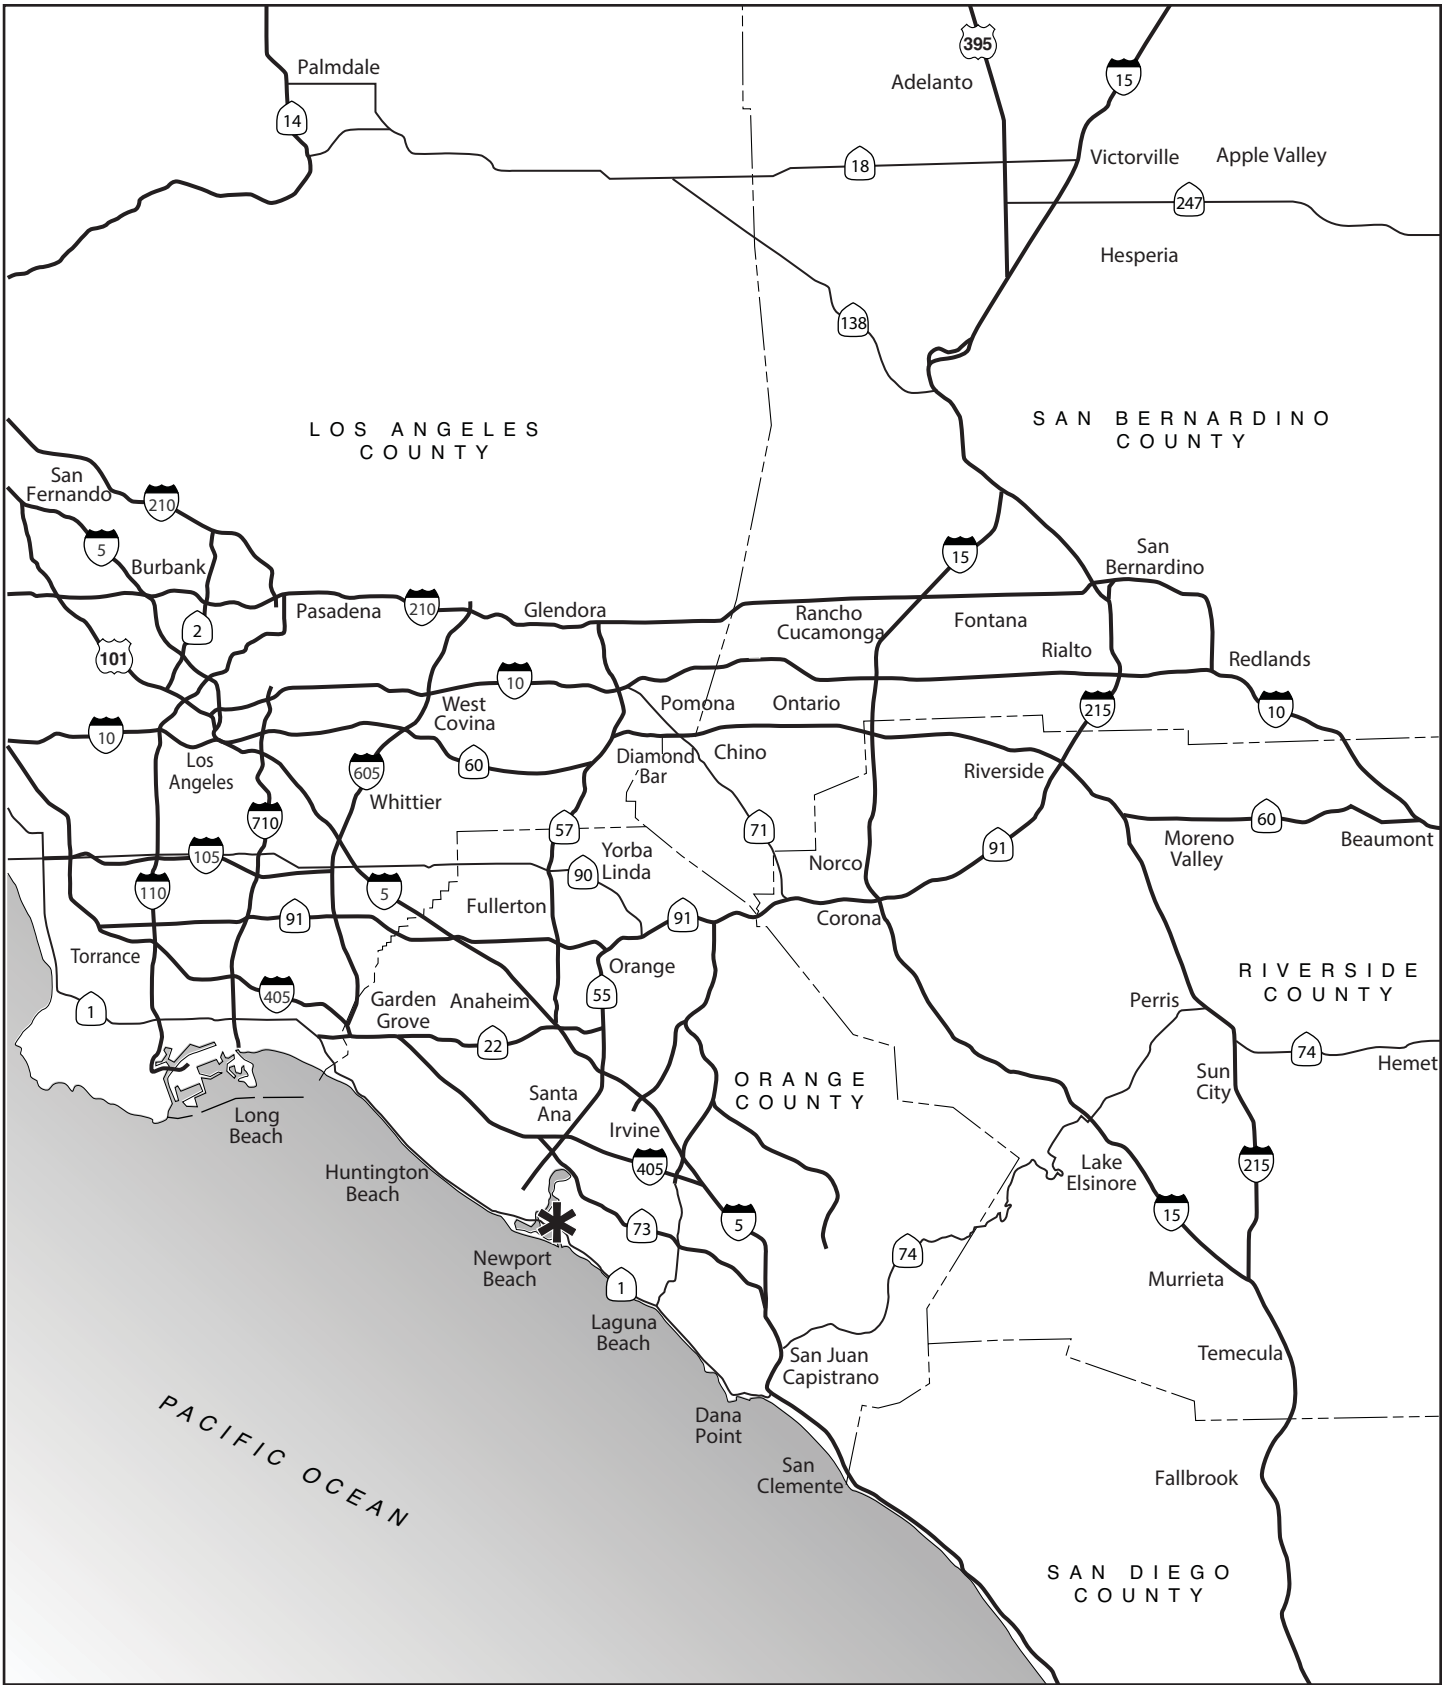 395
15
Palmdale
Adelanto
14
18
Victorville
Apple Valley
247
Hesperia
138
LOS ANGELES
COUNTY
SAN BERNARDINO
COUNTY
San
Fernando
210
5
Burbank
15
San
Bernardino
Pasadena
210
Glendora
Rancho
Cucamonga
Fontana
2
101
Rialto
Redlands
10
West
Covina
Pomona
Ontario
215
10
10
Los
Angeles
605
60
Diamond
Bar
Chino
Riverside
Whittier
710
57
71
60
Moreno
Valley
Beaumont
105
Yorba
Linda
Norco
91
110
5
90
Fullerton
91
91
Corona
Torrance
Orange
RIVERSIDE
COUNTY
405
Garden
Grove
Anaheim
55
Perris
1
22
74
Hemet
Sun
City
ORANGE
COUNTY
Santa
Ana
Long
Beach
Irvine
Huntington
Beach
405
Lake
Elsinore
215
15
73
5
74
Newport
Beach
1
Murrieta
Laguna
Beach
San Juan
Capistrano
Temecula
PACIFIC OCEAN
Dana
Point
San
Clemente
Fallbrook
SAN DIEGO
COUNTY